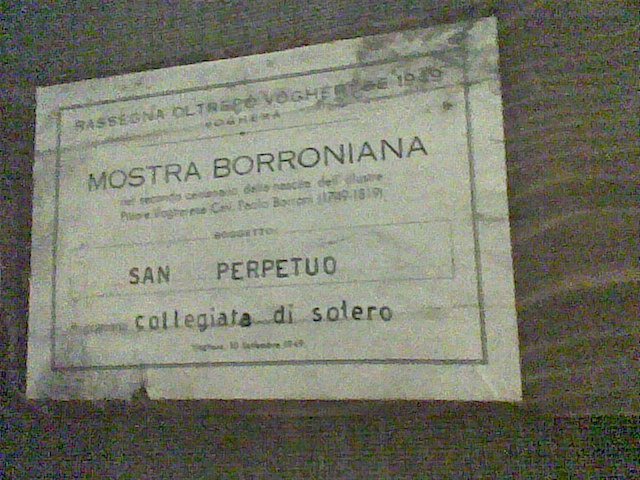 RASSEGNA OLTREPÒ VOGHERESE 1949
VOGHERA
MOSTRA BORRONIANA
nel secondo centenario della nascita dell'illustre
Pittore Vogherese Cav. Paolo Borroni (1749-1819)
SOGGETTO:
SAN PERPETUO
collegiata di solero
Voghera, 10 Settembre 1949